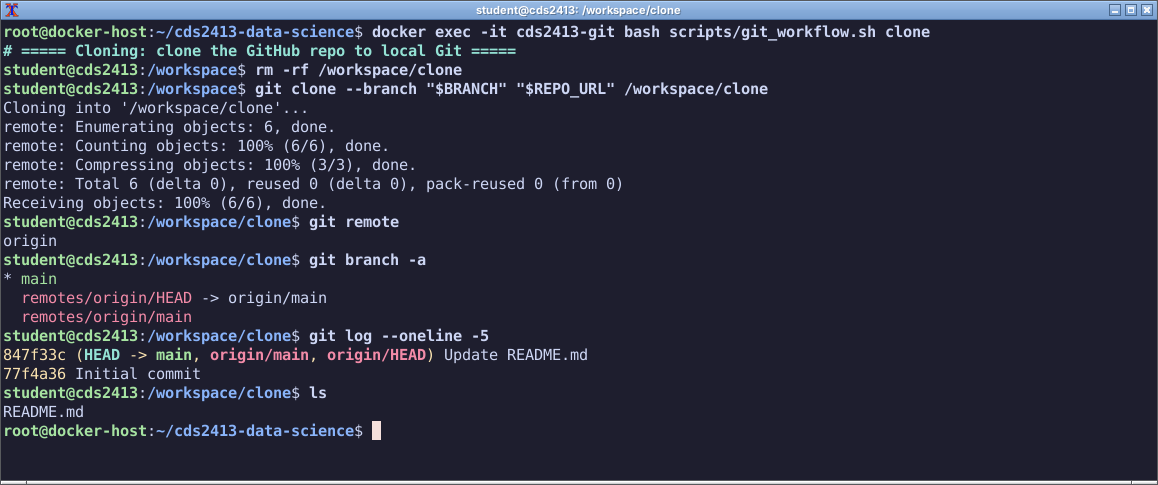 student@cds2413: /workspace/clone
root@docker-host:~/cds2413-data-science$ docker exec -it cds2413-git bash scripts/git_workflow.sh clone
# ===== Cloning: clone the GitHub repo to local Git =====
student@cds2413:/workspace$ rm -rf /workspace/clone
student@cds2413:/workspace$ git clone --branch "$BRANCH" "$REPO_URL" /workspace/clone
Cloning into '/workspace/clone'...
remote: Enumerating objects: 6, done.
remote: Counting objects: 100% (6/6), done.
remote: Compressing objects: 100% (3/3), done.
remote: Total 6 (delta 0), reused 0 (delta 0), pack-reused 0 (from 0)
Receiving objects: 100% (6/6), done.
student@cds2413:/workspace/clone$ git remote
origin
student@cds2413:/workspace/clone$ git branch -a
* main
  remotes/origin/HEAD -> origin/main
  remotes/origin/main
student@cds2413:/workspace/clone$ git log --oneline -5
847f33c (HEAD -> main, origin/main, origin/HEAD) Update README.md
77f4a36 Initial commit
student@cds2413:/workspace/clone$ ls
README.md
root@docker-host:~/cds2413-data-science$